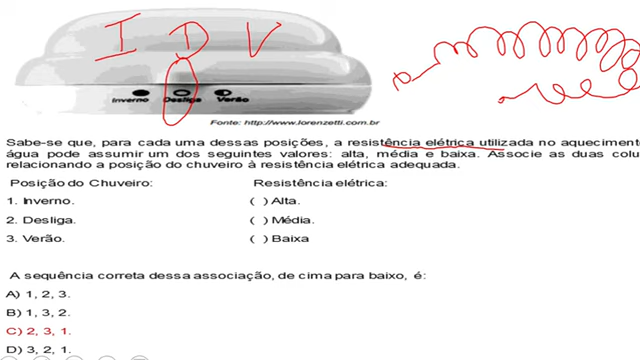 I D V
Inverno Desliga Verão
Fonte: http://www.lorenzetti.com.br
Sabe-se que, para cada uma dessas posições, a resistência elétrica utilizada no aqueciment
água pode assumir um dos seguintes valores: alta, média e baixa. Associe as duas colu
relacionando a posição do chuveiro à resistência elétrica adequada.
Posição do Chuveiro: Resistência elétrica:
1. Inverno. ( ) Alta.
2. Desliga. ( ) Média.
3. Verão. ( ) Baixa
A sequência correta dessa associação, de cima para baixo, é:
A) 1, 2, 3.
B) 1, 3, 2.
C) 2, 3, 1.
D) 3, 2, 1.